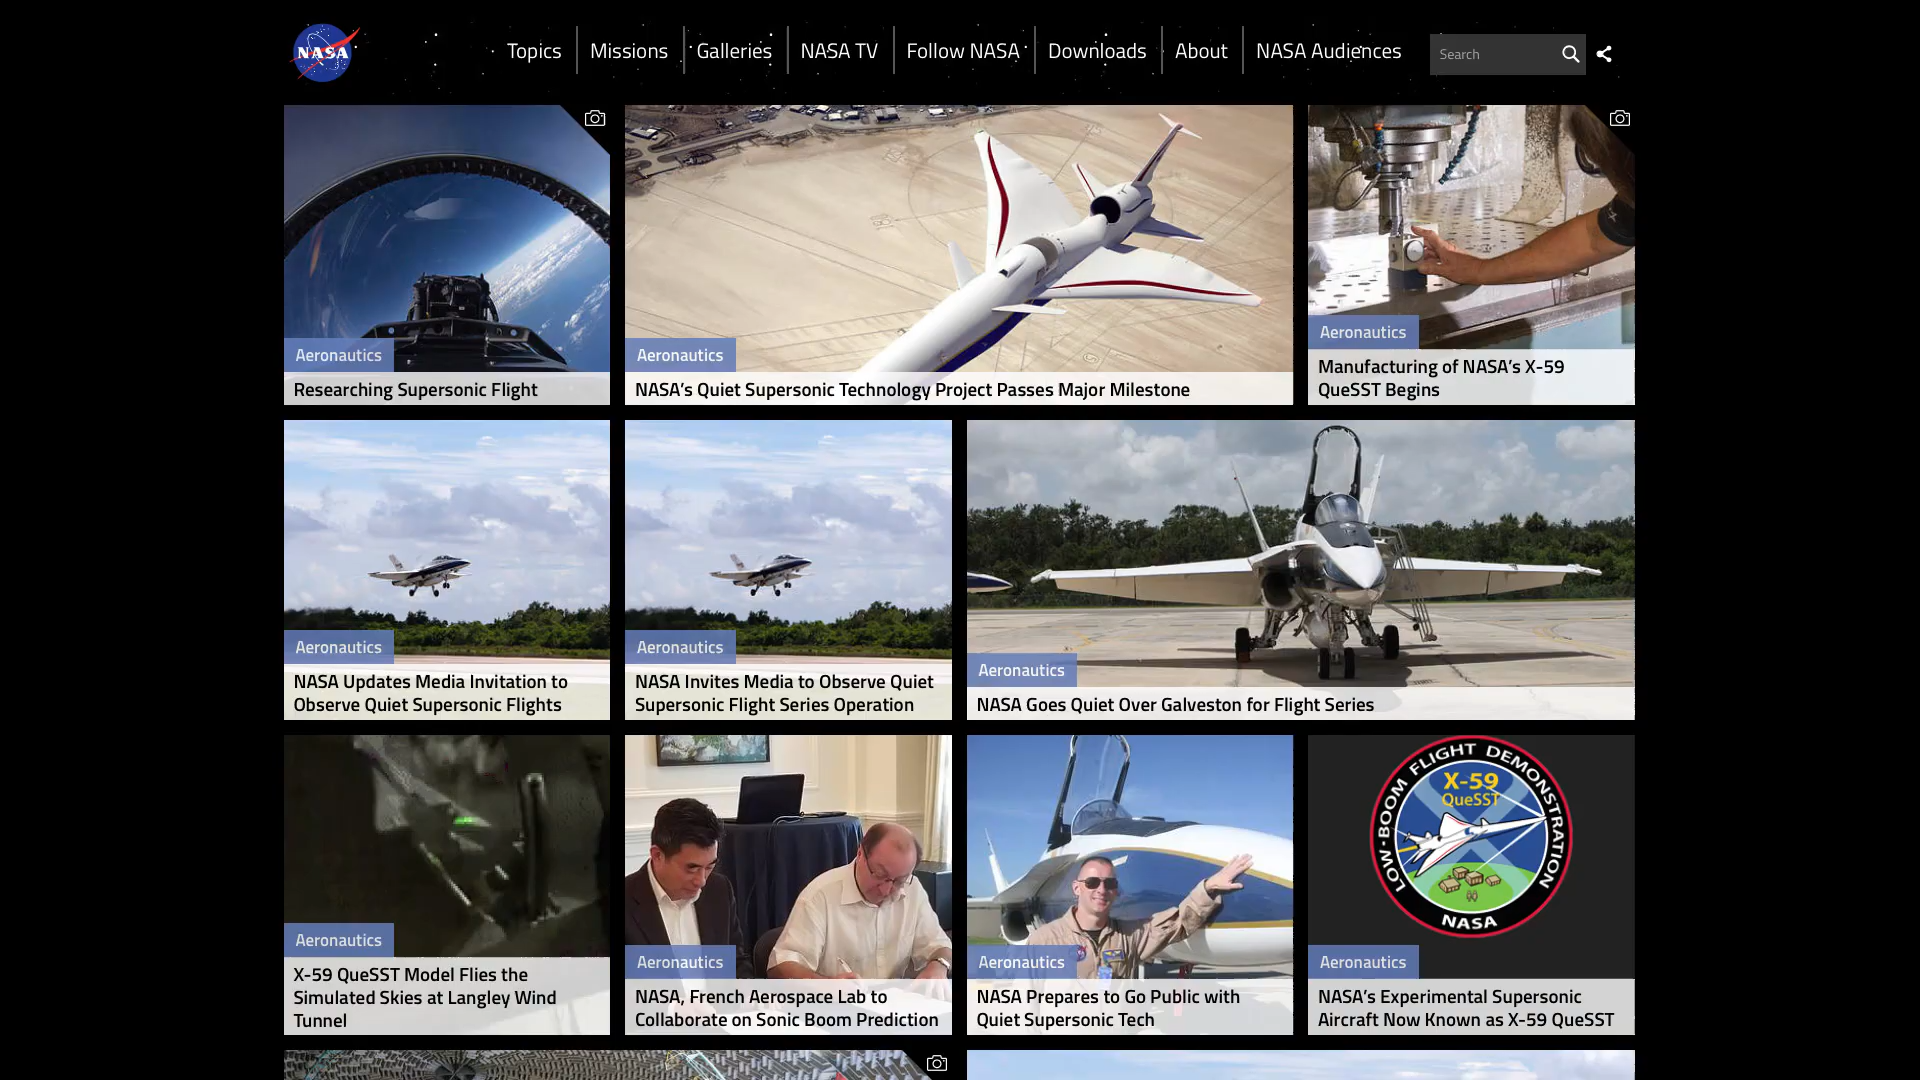 NASA
Topics
Missions
Galleries
NASA TV
Follow NASA
Downloads
About
NASA Audiences
Search
Aeronautics
Researching Supersonic Flight
Aeronautics
NASA’s Quiet Supersonic Technology Project Passes Major Milestone
Aeronautics
Manufacturing of NASA’s X-59
QueSST Begins
Aeronautics
NASA Updates Media Invitation to
Observe Quiet Supersonic Flights
Aeronautics
NASA Invites Media to Observe Quiet
Supersonic Flight Series Operation
Aeronautics
NASA Goes Quiet Over Galveston for Flight Series
Aeronautics
X-59 QueSST Model Flies the
Simulated Skies at Langley Wind
Tunnel
Aeronautics
NASA, French Aerospace Lab to
Collaborate on Sonic Boom Prediction
Aeronautics
NASA Prepares to Go Public with
Quiet Supersonic Tech
LOW-BOOM FLIGHT DEMONSTRATION
X-59
QueSST
NASA
Aeronautics
NASA’s Experimental Supersonic
Aircraft Now Known as X-59 QueSST